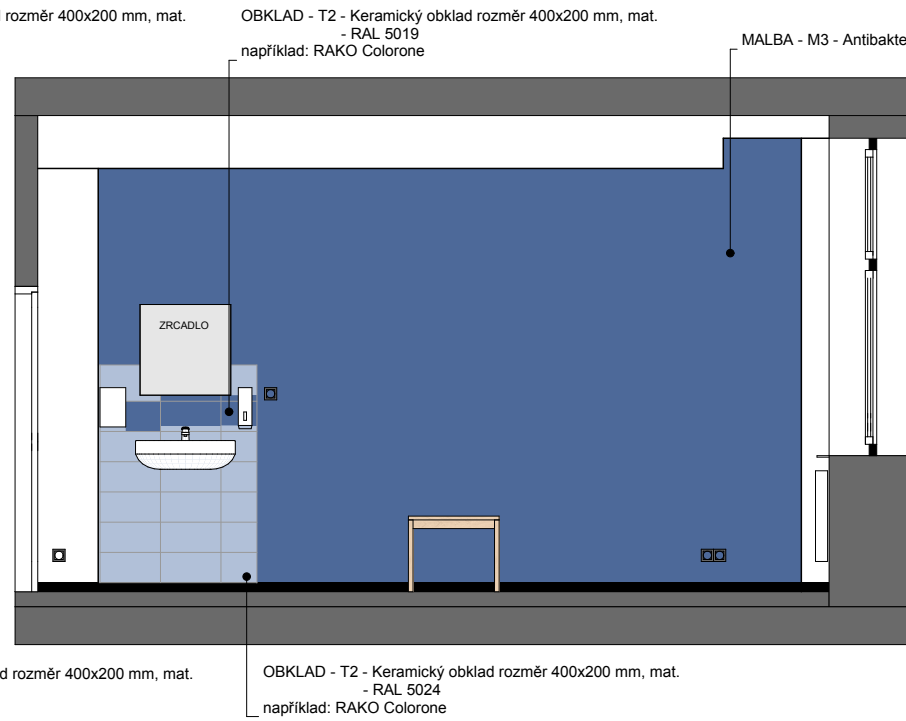 d rozměr 400x200 mm, mat.
OBKLAD - T2 - Keramický obklad rozměr 400x200 mm, mat.
- RAL 5019
například: RAKO Colorone
MALBA - M3 - Antibakte
ZRCADLO
d rozměr 400x200 mm, mat.
OBKLAD - T2 - Keramický obklad rozměr 400x200 mm, mat.
- RAL 5024
například: RAKO Colorone